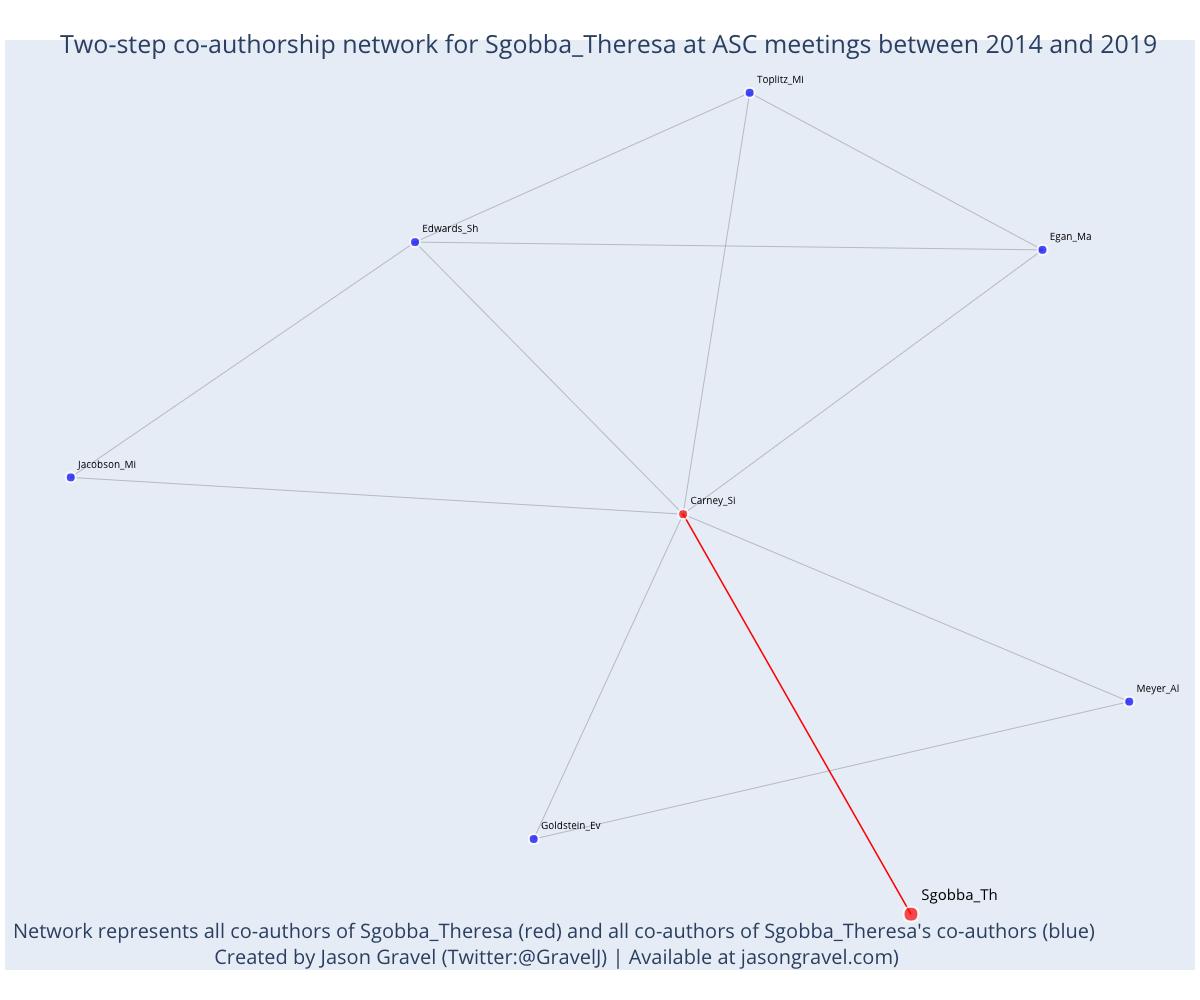 Two-step co-authorship network for Sgobba_Theresa at ASC meetings between 2014 and 2019
Toplitz_Mi
Edwards_Sh
Egan_Ma
Jacobson_Mi
Carney_Si
Meyer_Al
Goldstein_Ev
Sgobba_Th
Network represents all co-authors of Sgobba_Theresa (red) and all co-authors of Sgobba_Theresa's co-authors (blue)
Created by Jason Gravel (Twitter:@GravelJ) | Available at jasongravel.com)